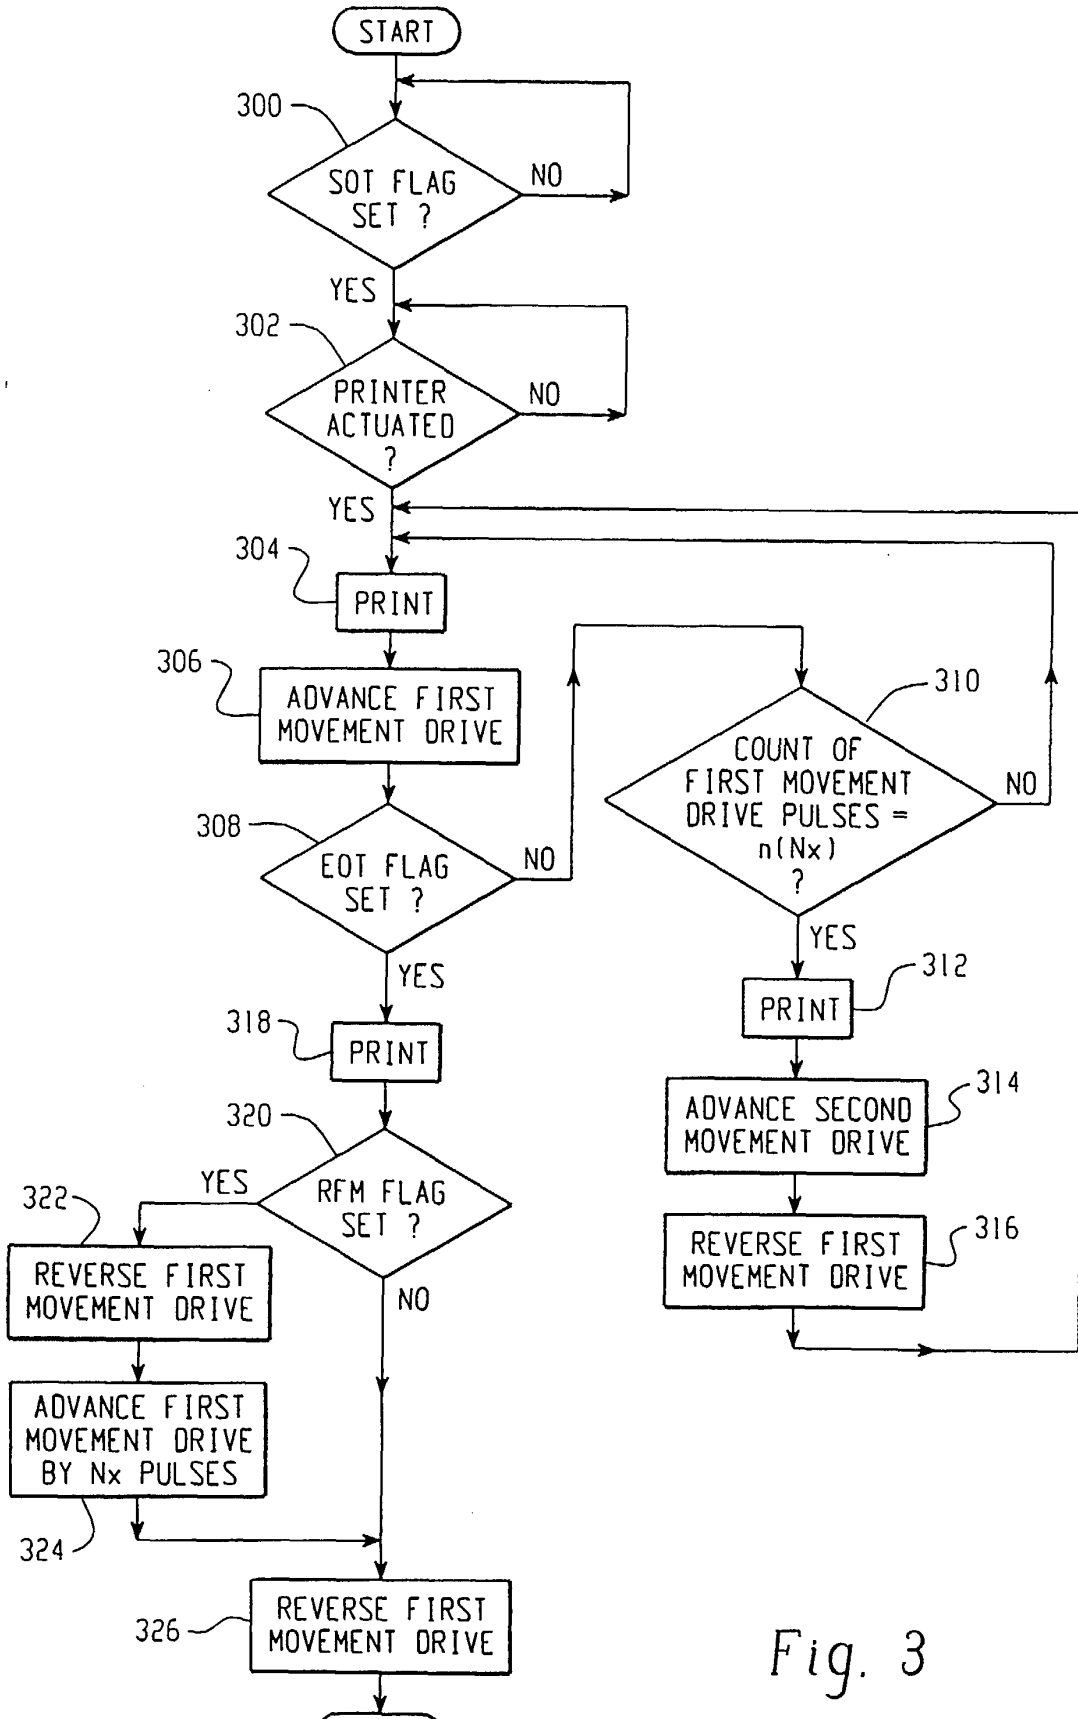 START
300
SOT FLAG
SET ?
NO
YES
302
PRINTER
ACTUATED
?
NO
YES
304
PRINT
306
ADVANCE FIRST
MOVEMENT DRIVE
308
EOT FLAG
SET ?
NO
310
COUNT OF
FIRST MOVEMENT
DRIVE PULSES =
n(Nx)
?
NO
YES
312
PRINT
314
ADVANCE SECOND
MOVEMENT DRIVE
316
REVERSE FIRST
MOVEMENT DRIVE
YES
318
PRINT
320
RFM FLAG
SET ?
YES
NO
322
REVERSE FIRST
MOVEMENT DRIVE
ADVANCE FIRST
MOVEMENT DRIVE
BY Nx PULSES
324
326
REVERSE FIRST
MOVEMENT DRIVE
Fig. 3